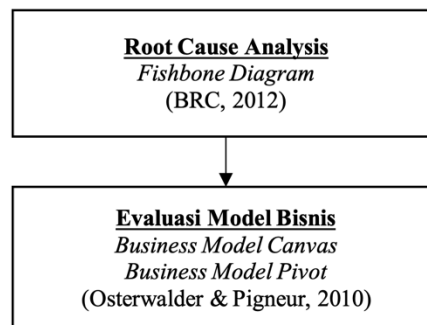 Root Cause Analysis
Fishbone Diagram
(BRC, 2012)
Evaluasi Model Bisnis
Business Model Canvas
Business Model Pivot
(Osterwalder & Pigneur, 2010)